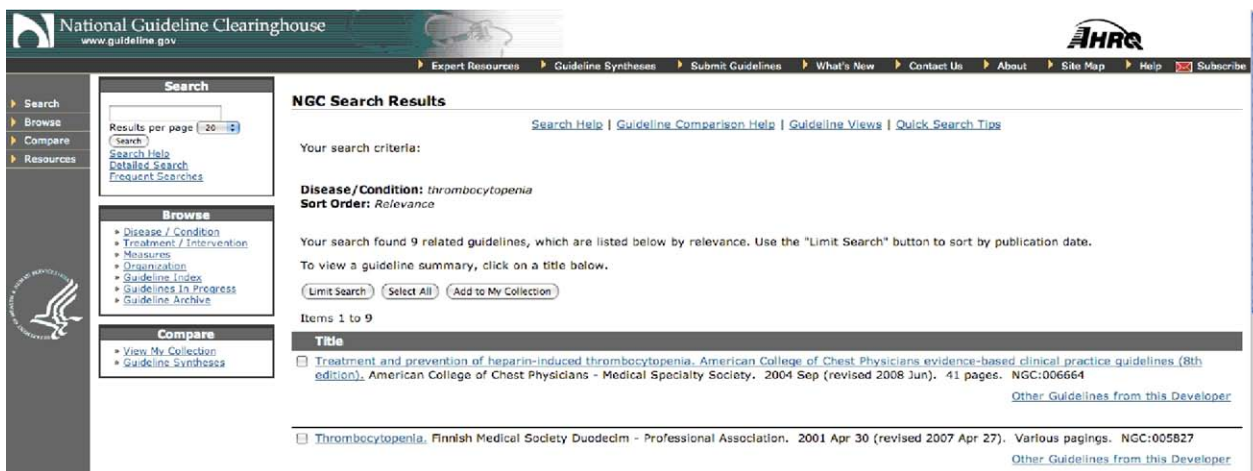 National Guideline Clearinghouse
www.guideline.gov
AHRQ
Expert Resources Guideline Syntheses Submit Guidelines What's New Contact Us About Site Map Help Subscribe
Search
Browse
Compare
Resources
Search
Results per page 20
Search
Search Help
Detailed Search
Frequent Searches
Browse
» Disease / Condition
» Treatment / Intervention
» Measures
» Organization
» Guideline Index
» Guidelines In Progress
» Guideline Archive
Compare
» View My Collection
» Guideline Syntheses
NGC Search Results
Search Help | Guideline Comparison Help | Guideline Views | Quick Search Tips
Your search criteria:
Disease/Condition: thrombocytopenia
Sort Order: Relevance
Your search found 9 related guidelines, which are listed below by relevance. Use the "Limit Search" button to sort by publication date.
To view a guideline summary, click on a title below.
Limit Search Select All Add to My Collection
Items 1 to 9
Title
Treatment and prevention of heparin-induced thrombocytopenia. American College of Chest Physicians evidence-based clinical practice guidelines (8th
edition). American College of Chest Physicians - Medical Specialty Society. 2004 Sep (revised 2008 Jun). 41 pages. NGC:006664
Other Guidelines from this Developer
Thrombocytopenia. Finnish Medical Society Duodecim - Professional Association. 2001 Apr 30 (revised 2007 Apr 27). Various pagings. NGC:005827
Other Guidelines from this Developer